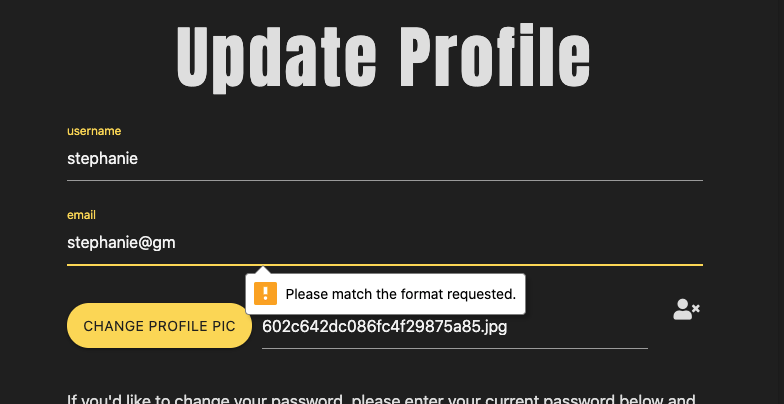 Update Profile
username
stephanie
email
stephanie@gm
Please match the format requested.
CHANGE PROFILE PIC
602c642dc086fc4f29875a85.jpg
If you'd like to change your password, please enter your current password below and